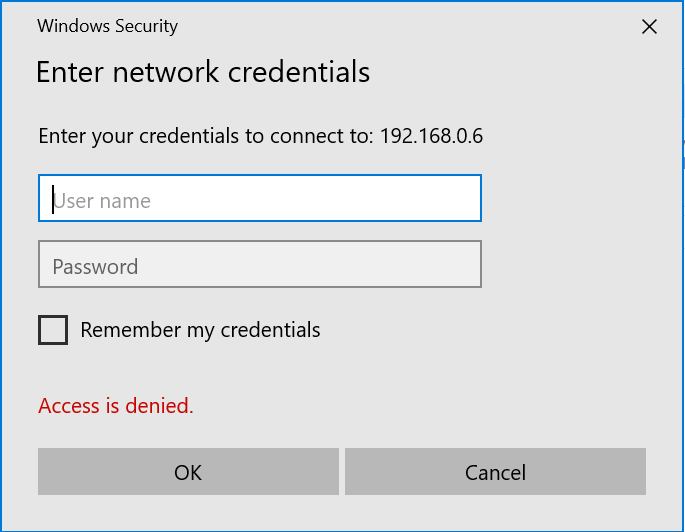 Windows Security
Enter network credentials
Enter your credentials to connect to: 192.168.0.6
User name
Password
Remember my credentials
Access is denied.
OK Cancel